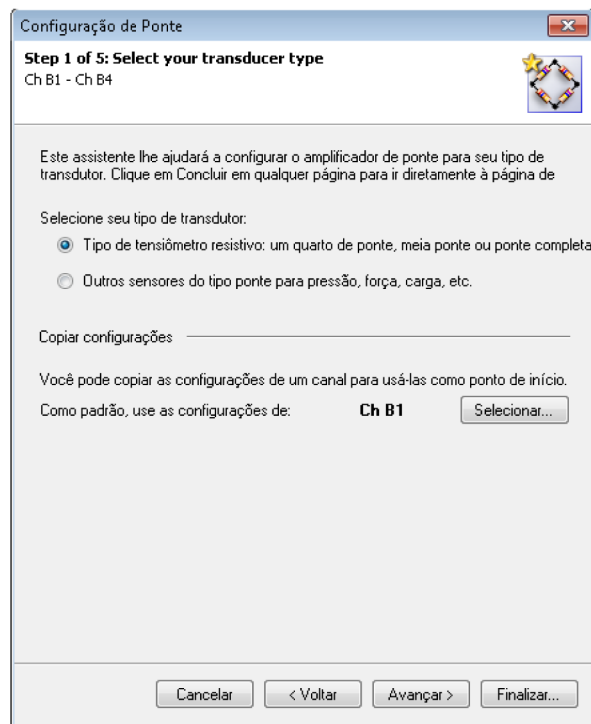 Configuração de Ponte
Step 1 of 5: Select your transducer type
Ch B1 - Ch B4
Este assistente lhe ajudará a configurar o amplificador de ponte para seu tipo de
transdutor. Clique em Concluir em qualquer página para ir diretamente à página de
Selecione seu tipo de transdutor:
Tipo de tensiômetro resistivo: um quarto de ponte, meia ponte ou ponte completa
Outros sensores do tipo ponte para pressão, força, carga, etc.
Copiar configurações
Você pode copiar as configurações de um canal para usá-las como ponto de início.
Como padrão, use as configurações de: Ch B1 Selecionar...
Cancelar < Voltar Avançar > Finalizar...